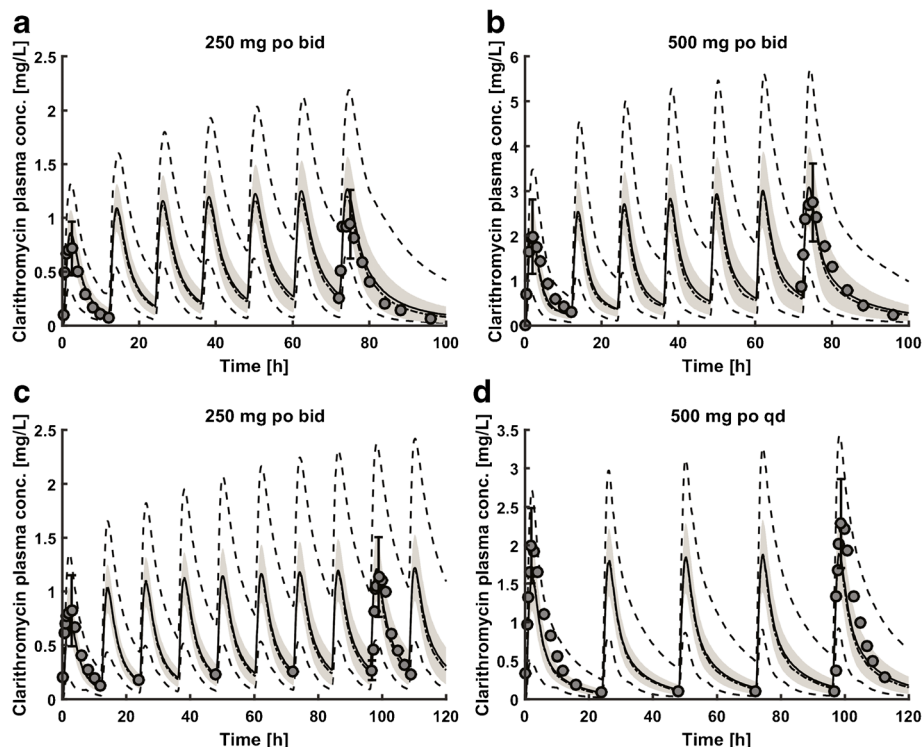 a
250 mg po bid
Clarithromycin plasma conc. [mg/L]
2.5
2
1.5
1
0.5
0
0 20 40 60 80 100
Time [h]
b
500 mg po bid
Clarithromycin plasma conc. [mg/L]
6
5
4
3
2
1
0
0 20 40 60 80 100
Time [h]
c
250 mg po bid
Clarithromycin plasma conc. [mg/L]
2.5
2
1.5
1
0.5
0
0 20 40 60 80 100 120
Time [h]
d
500 mg po qd
Clarithromycin plasma conc. [mg/L]
3.5
3
2.5
2
1.5
1
0.5
0
0 20 40 60 80 100 120
Time [h]